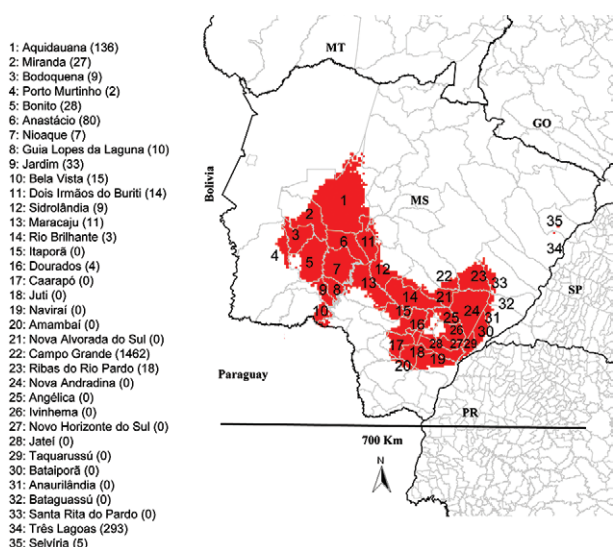 1: Aquidauana (136)
2: Miranda (27)
3: Bodoquena (9)
4: Porto Murtinho (2)
5: Bonito (28)
6: Anastácio (80)
7: Nioaque (7)
8: Guia Lopes da Laguna (10)
9: Jardim (33)
10: Bela Vista (15)
11: Dois Irmãos do Buriti (14)
12: Sidrolândia (9)
13: Maracaju (11)
14: Rio Brilhante (3)
15: Itaporã (0)
16: Dourados (4)
17: Caarapó (0)
18: Juti (0)
19: Naviraí (0)
20: Amambaí (0)
21: Nova Alvorada do Sul (0)
22: Campo Grande (1462)
23: Ribas do Rio Pardo (18)
24: Nova Andradina (0)
25: Angélica (0)
26: Ivinhema (0)
27: Novo Horizonte do Sul (0)
28: Jateí (0)
29: Taquarussú (0)
30: Bataiporã (0)
31: Anaurilândia (0)
32: Bataguassú (0)
33: Santa Rita do Pardo (0)
34: Três Lagoas (293)
35: Selvíria (5)
MT
GO
Bolivia
MS
1
2
3
4
5
6
7
8
9
10
11
12
13
14
15
16
17
18
19
20
21
22
23
24
25
26
27
28
29
30
31
32
33
34
35
SP
Paraguay
PR
700 Km
N